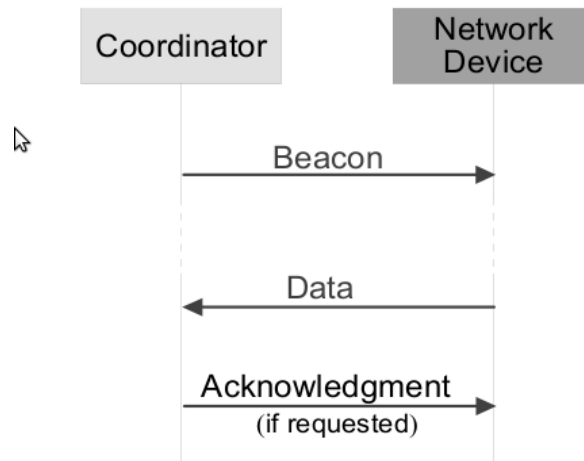 Coordinator
Network
Device
Beacon
Data
Acknowledgment
(if requested)